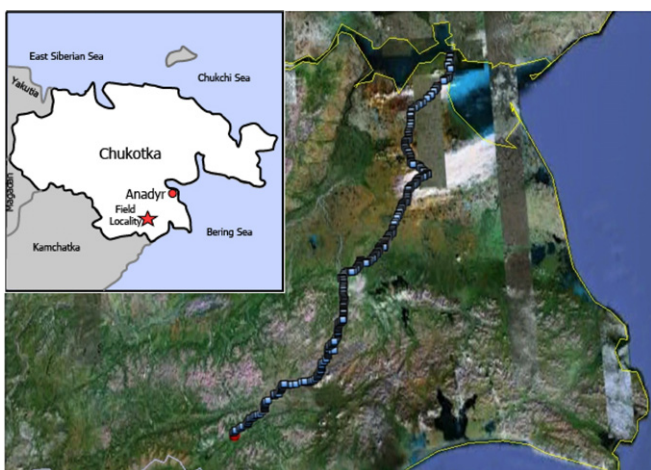 East Siberian Sea
Chukchi Sea
Yakutia
Chukotka
Magadan
Anadyr
Field
Locality
Bering Sea
Kamchatka